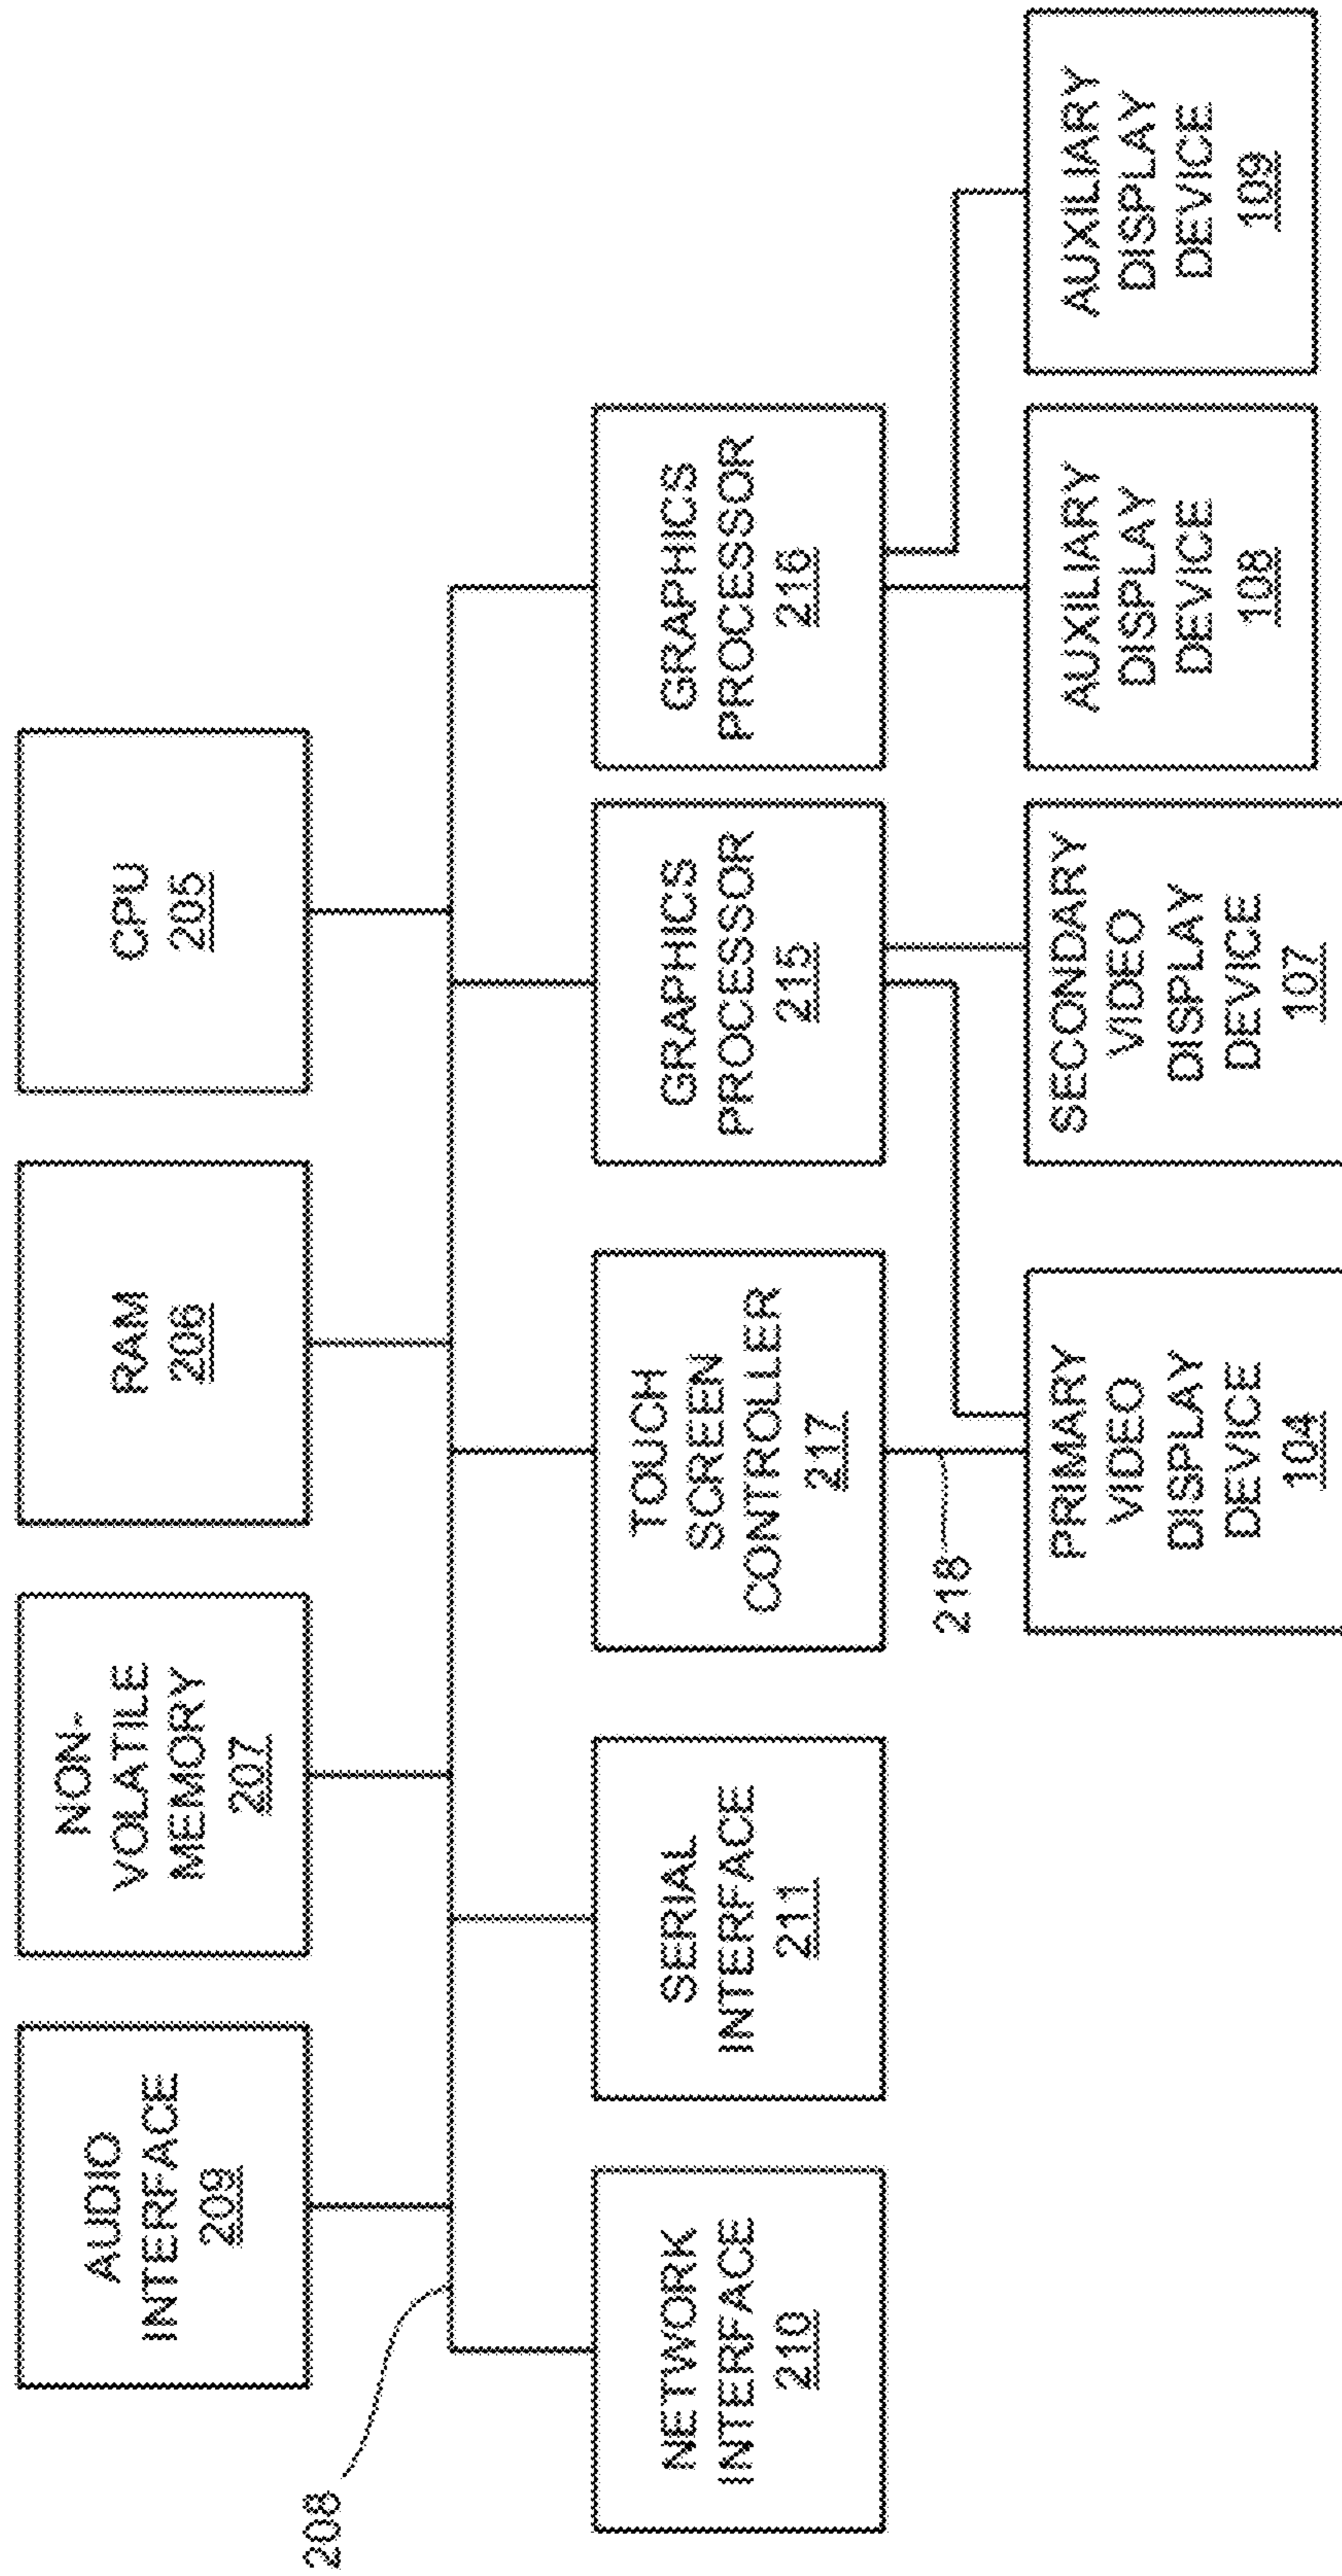 AUDIO
INTERFACE
209
NON-
VOLATILE
MEMORY
207
RAM
206
CPU
205
208
NETWORK
INTERFACE
210
SERIAL
INTERFACE
211
TOUCH
SCREEN
CONTROLLER
217
GRAPHICS
PROCESSOR
215
GRAPHICS
PROCESSOR
216
218
PRIMARY
VIDEO
DISPLAY
DEVICE
104
SECONDARY
VIDEO
DISPLAY
DEVICE
107
AUXILIARY
DISPLAY
DEVICE
108
AUXILIARY
DISPLAY
DEVICE
109